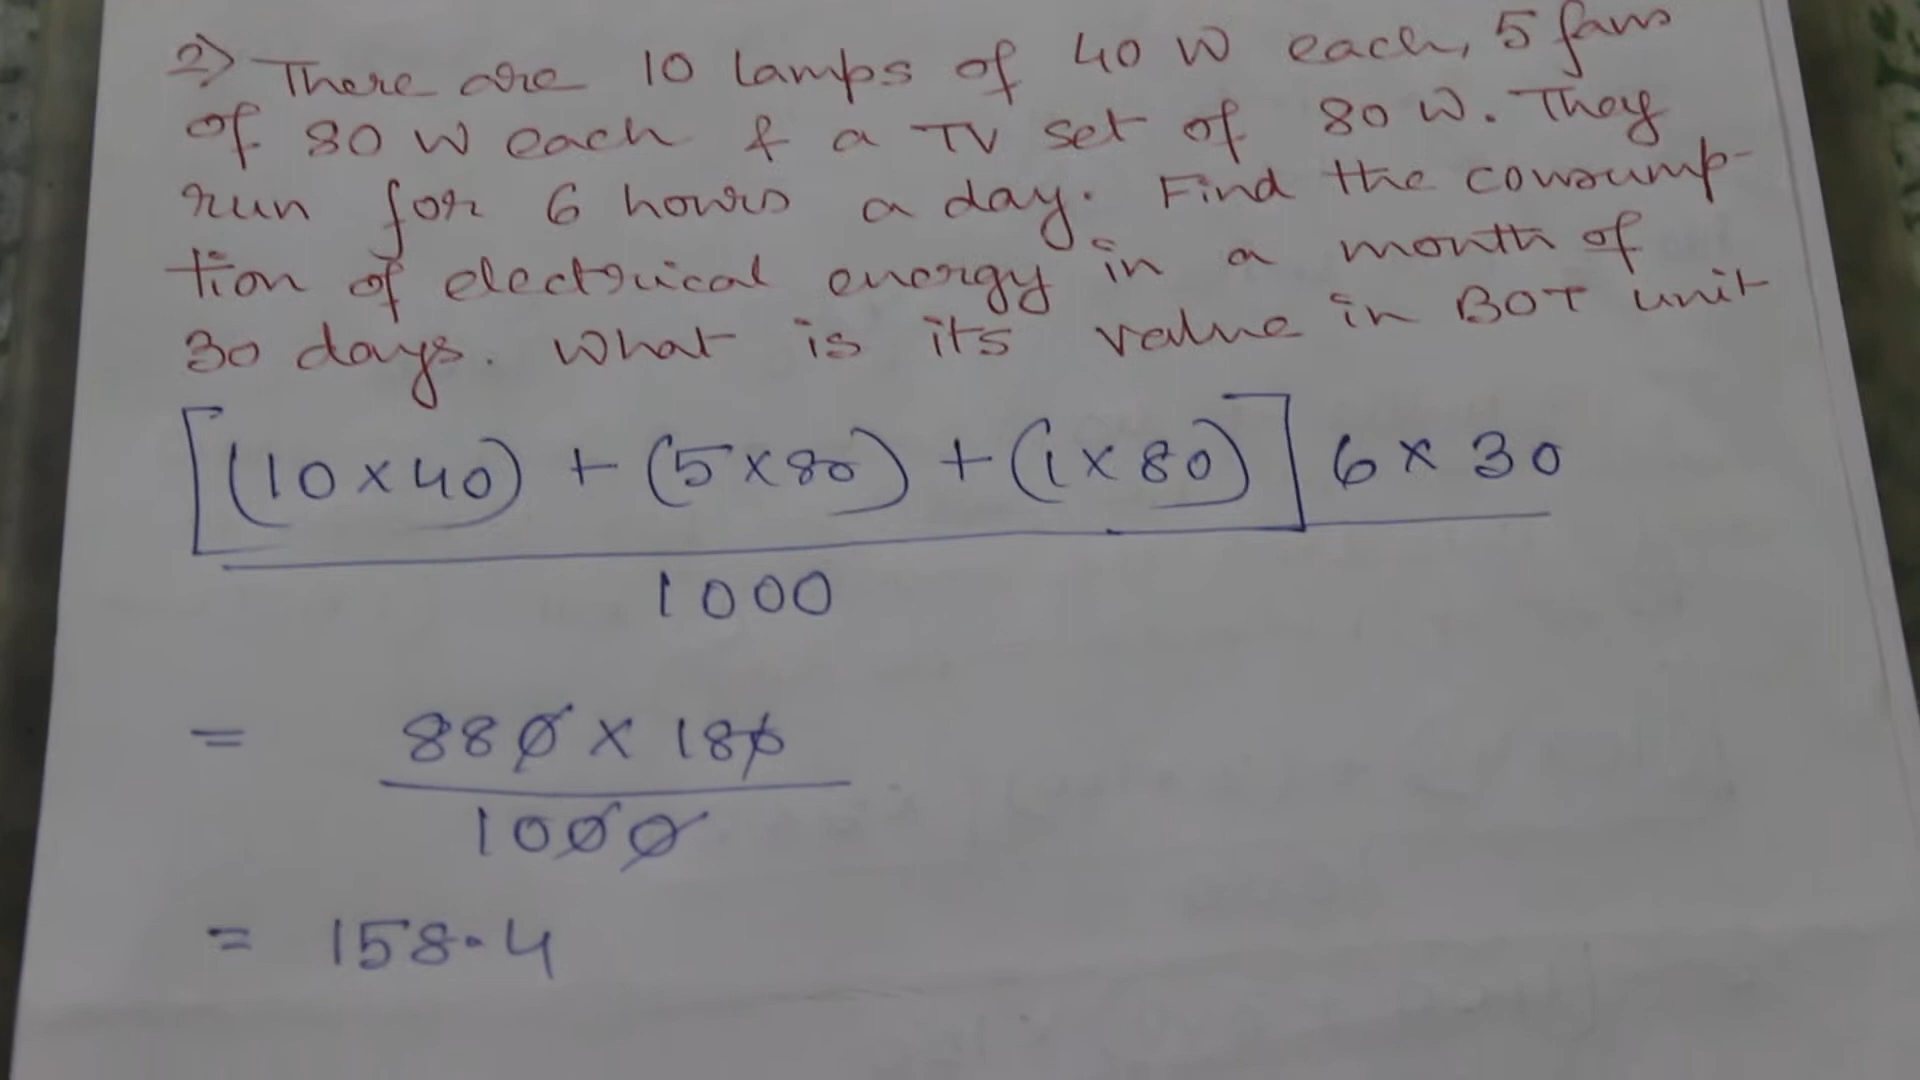 2) There are 10 lamps of 40 W each, 5 fans
of 80 W each & a TV set of 80 W. They
run for 6 hours a day. Find the consump-
tion of electrical energy in a month of
30 days. What is its value in BOT unit
[(10 x 40) + (5 x 80) + (1 x 80)] 6 x 30
1000
= 880 x 180
1000
= 158.4